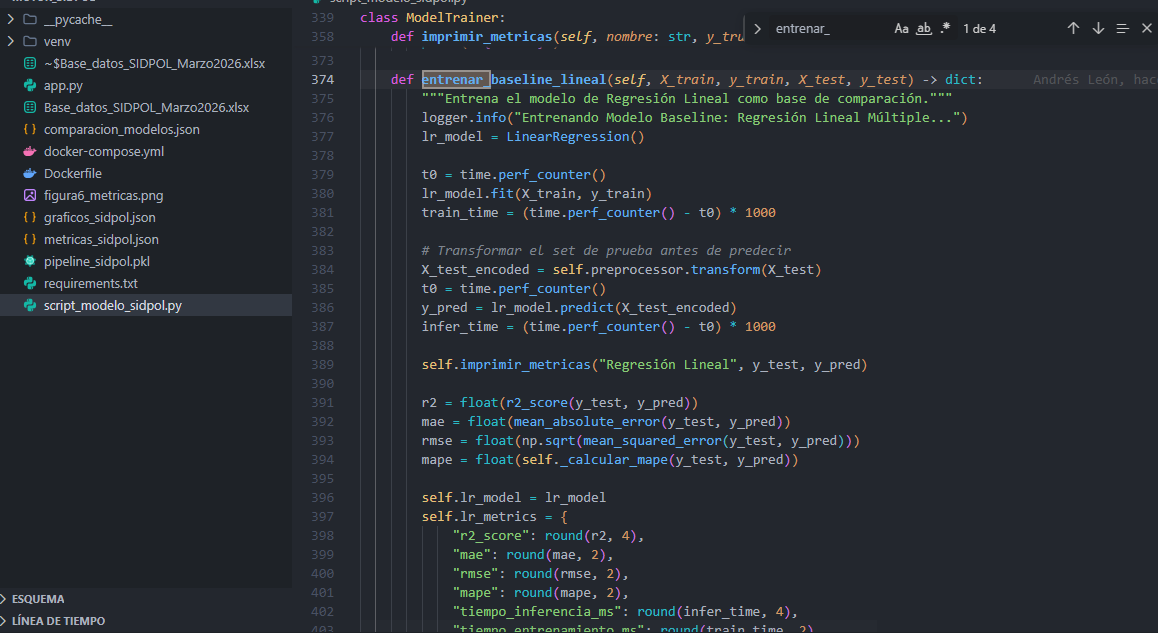 __pycache__
venv
~$Base_datos_SIDPOL_Marzo2026.xlsx
app.py
Base_datos_SIDPOL_Marzo2026.xlsx
comparacion_modelos.json
docker-compose.yml
Dockerfile
figura6_metricas.png
graficos_sidpol.json
metricas_sidpol.json
pipeline_sidpol.pkl
requirements.txt
script_modelo_sidpol.py
ESQUEMA
LÍNEA DE TIEMPO
339 class ModelTrainer:
358 def imprimir_metricas(self, nombre: str, y_tru
entrenar_ Aa ab .* 1 de 4
373
374 def entrenar_baseline_lineal(self, X_train, y_train, X_test, y_test) -> dict: Andrés León, hac
375 """Entrena el modelo de Regresión Lineal como base de comparación."""
376 logger.info("Entrenando Modelo Baseline: Regresión Lineal Múltiple...")
377 lr_model = LinearRegression()
378
379 t0 = time.perf_counter()
380 lr_model.fit(X_train, y_train)
381 train_time = (time.perf_counter() - t0) * 1000
382
383 # Transformar el set de prueba antes de predecir
384 X_test_encoded = self.preprocessor.transform(X_test)
385 t0 = time.perf_counter()
386 y_pred = lr_model.predict(X_test_encoded)
387 infer_time = (time.perf_counter() - t0) * 1000
388
389 self.imprimir_metricas("Regresión Lineal", y_test, y_pred)
390
391 r2 = float(r2_score(y_test, y_pred))
392 mae = float(mean_absolute_error(y_test, y_pred))
393 rmse = float(np.sqrt(mean_squared_error(y_test, y_pred)))
394 mape = float(self._calcular_mape(y_test, y_pred))
395
396 self.lr_model = lr_model
397 self.lr_metrics = {
398 "r2_score": round(r2, 4),
399 "mae": round(mae, 2),
400 "rmse": round(rmse, 2),
401 "mape": round(mape, 2),
402 "tiempo_inferencia_ms": round(infer_time, 4),
403 "tiempo_entrenamiento_ms": round(train_time, 2)